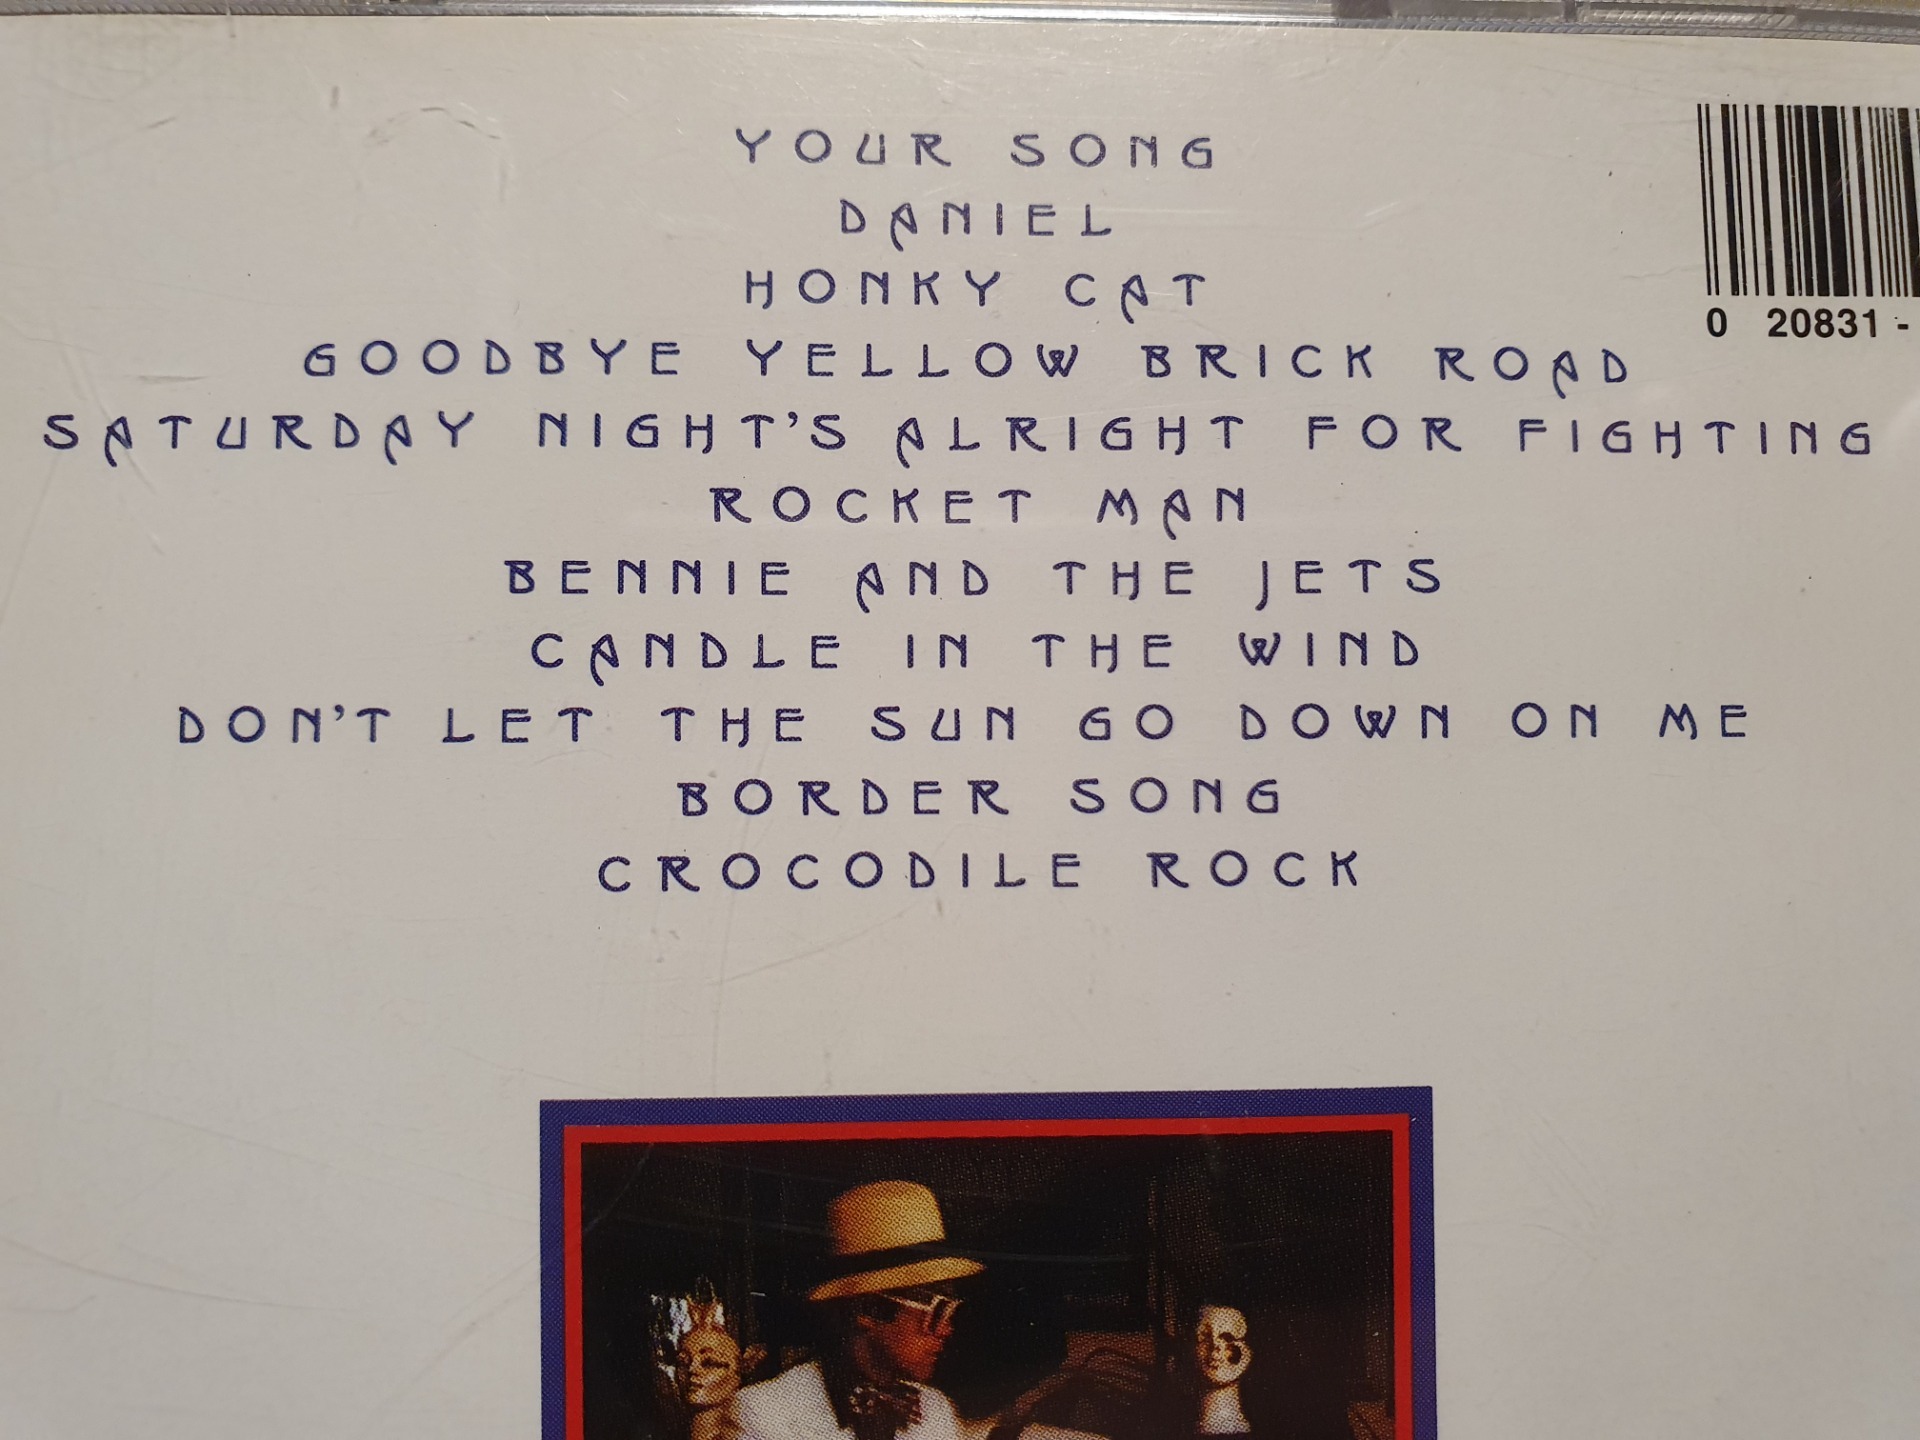 YOUR SONG
DANIEL
HONKY CAT
GOODBYE YELLOW BRICK ROAD
SATURDAY NIGHT'S ALRIGHT FOR FIGHTING
ROCKET MAN
BENNIE AND THE JETS
CANDLE IN THE WIND
DON'T LET THE SUN GO DOWN ON ME
BORDER SONG
CROCODILE ROCK
0 20831 -